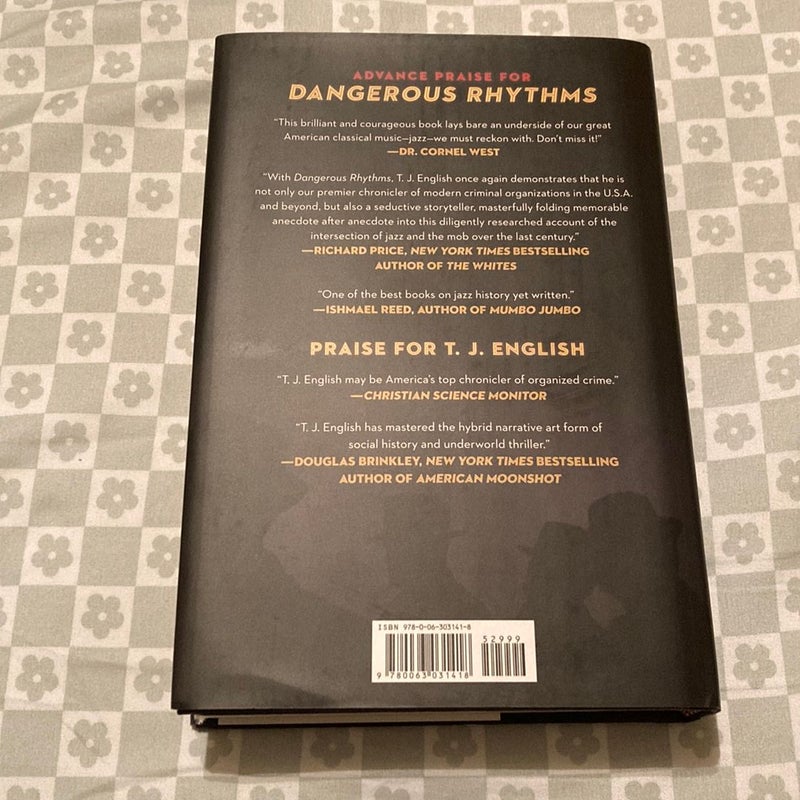 ADVANCE PRAISE FOR
DANGEROUS RHYTHMS
“This brilliant and courageous book lays bare an underside of our great
American classical music—jazz—we must reckon with. Don’t miss it!”
—DR. CORNEL WEST
“With Dangerous Rhythms, T. J. English once again demonstrates that he is
not only our premier chronicler of modern criminal organizations in the U.S.A.
and beyond, but also a seductive storyteller, masterfully folding memorable
anecdote after anecdote into this diligently researched account of the
intersection of jazz and the mob over the last century.”
—RICHARD PRICE, NEW YORK TIMES BESTSELLING
AUTHOR OF THE WHITES
“One of the best books on jazz history yet written.”
—ISHMAEL REED, AUTHOR OF MUMBO JUMBO
PRAISE FOR T. J. ENGLISH
“T. J. English may be America’s top chronicler of organized crime.”
—CHRISTIAN SCIENCE MONITOR
“T. J. English has mastered the hybrid narrative art form of
social history and underworld thriller.”
—DOUGLAS BRINKLEY, NEW YORK TIMES BESTSELLING
AUTHOR OF AMERICAN MOONSHOT
ISBN 978-0-06-303141-8
52999
9 780063 031418